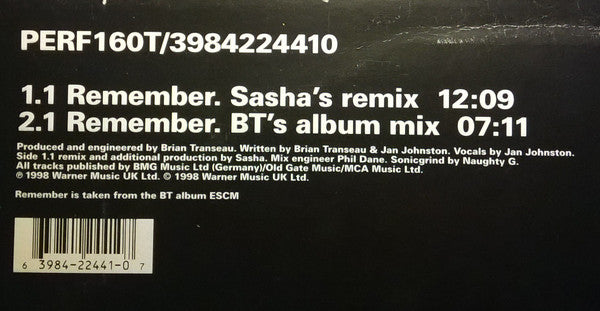 PERF160T/3984224410
1.1 Remember. Sasha's remix 12:09
2.1 Remember. BT's album mix 07:11
Produced and engineered by Brian Transeau. Written by Brian Transeau & Jan Johnston. Vocals by Jan Johnston.
Side 1.1 remix and additional production by Sasha. Mix engineer Phil Dane. Sonicgrind by Naughty G.
All tracks published by BMG Music Ltd (Germany)/Old Gate Music/MCA Music Ltd.
℗ 1998 Warner Music UK Ltd. © 1998 Warner Music UK Ltd.
Remember is taken from the BT album ESCM
6 3984-22441-0 7